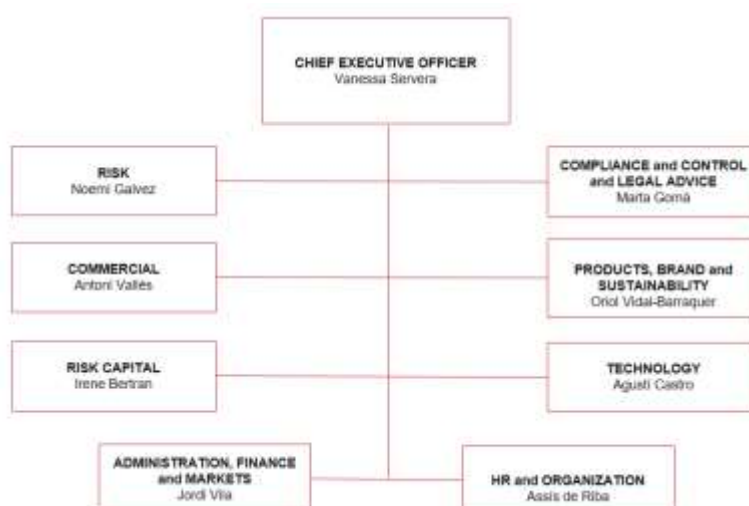 CHIEF EXECUTIVE OFFICER
Vanessa Servera
RISK
Noemí Galvez
COMPLIANCE and CONTROL
and LEGAL ADVICE
Marta Gomà
COMMERCIAL
Antoni Vallès
PRODUCTS, BRAND and
SUSTAINABILITY
Oriol Vidal-Barraquer
RISK CAPITAL
Irene Bertran
TECHNOLOGY
Agustí Castro
ADMINISTRATION, FINANCE
and MARKETS
Jordi Vila
HR and ORGANIZATION
Assís de Riba